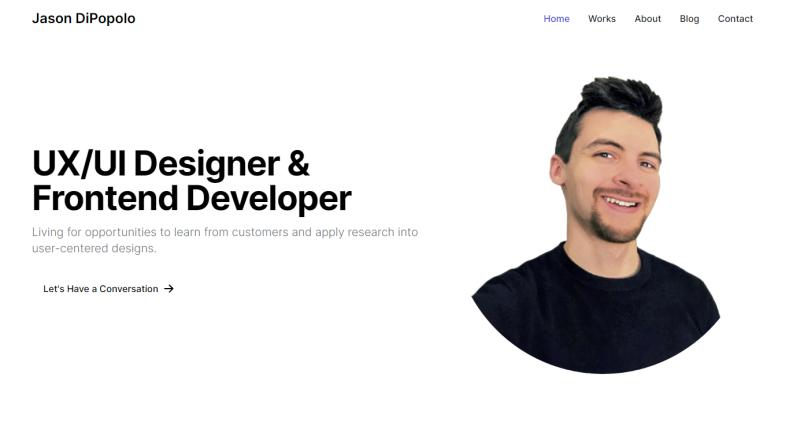 Jason DiPopolo
Home Works About Blog Contact
UX/UI Designer &
Frontend Developer
Living for opportunities to learn from customers and apply research into
user-centered designs.
Let's Have a Conversation →